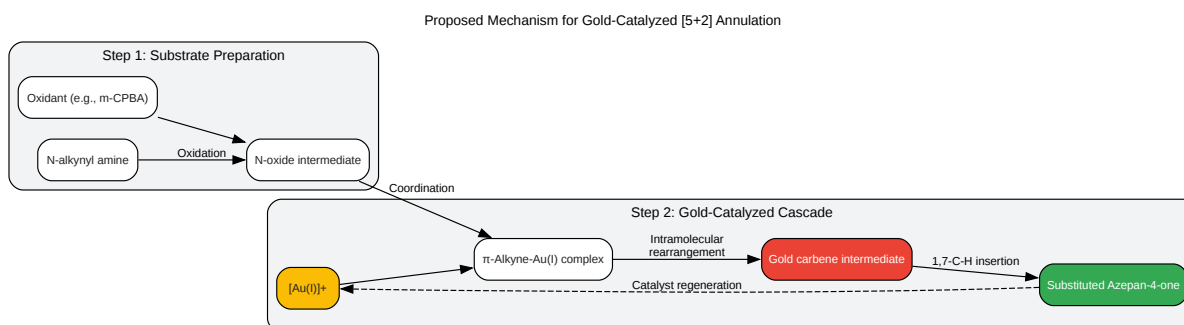 Proposed Mechanism for Gold-Catalyzed [5+2] Annulation
Step 1: Substrate Preparation
Oxidant (e.g., m-CPBA)
N-alkynyl amine
Oxidation
N-oxide intermediate
Coordination
Step 2: Gold-Catalyzed Cascade
[Au(I)]+
π-Alkyne-Au(I) complex
Intramolecular
rearrangement
Gold carbene intermediate
1,7-C-H insertion
Catalyst regeneration
Substituted Azepan-4-one